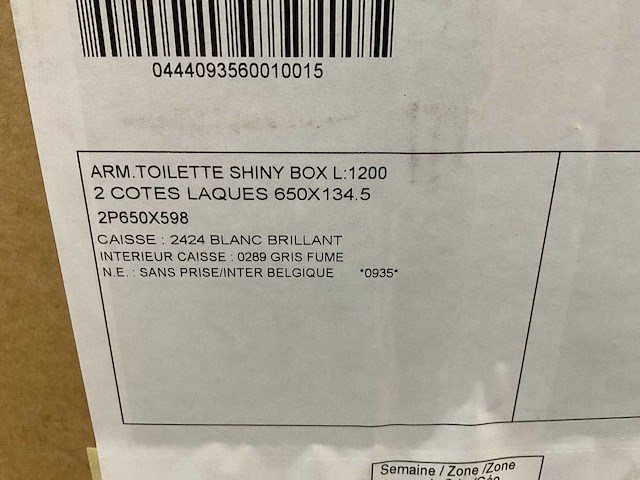 0444093560010015
ARM.TOILETTE SHINY BOX L:1200
2 COTES LAQUES 650X134.5
2P650X598
CAISSE : 2424 BLANC BRILLANT
INTERIEUR CAISSE : 0289 GRIS FUME
N.E. : SANS PRISE/INTER BELGIQUE *0935*
Semaine / Zone /Zone